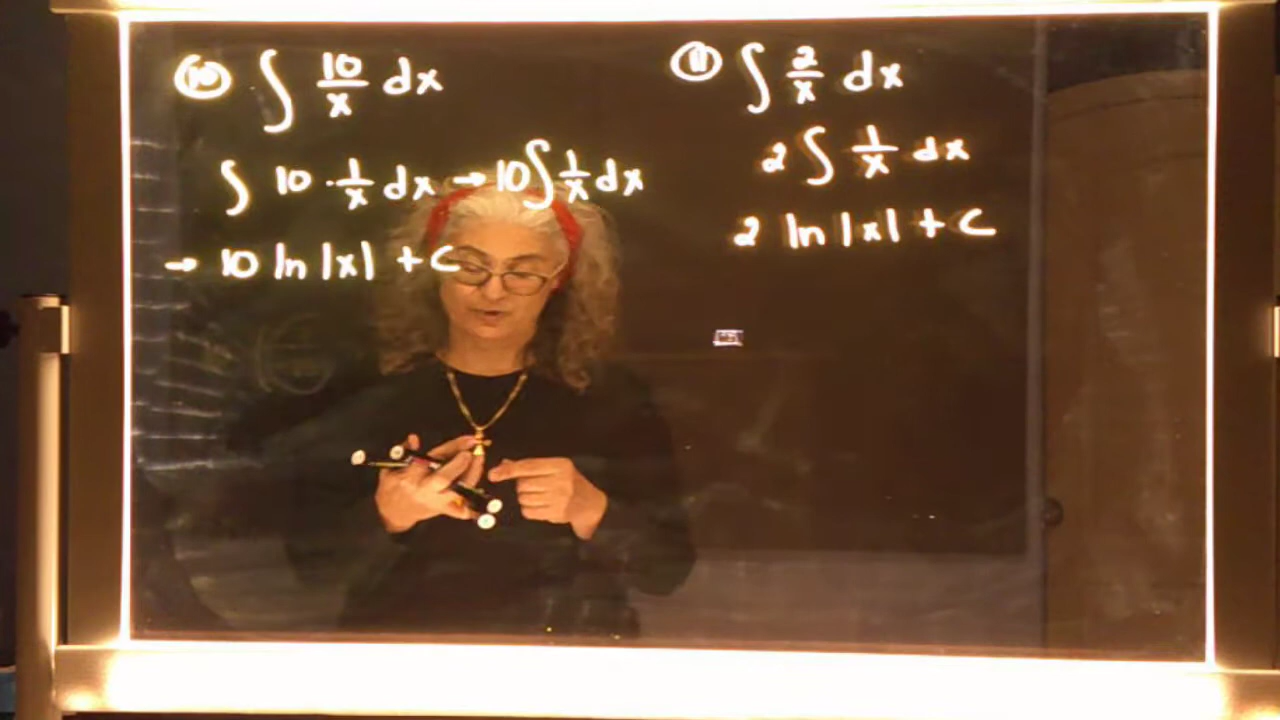 ⑩ ∫ 10/x dx
∫ 10 · 1/x dx → 10 ∫ 1/x dx
→ 10 ln |x| + C
⑪ ∫ 2/x dx
2 ∫ 1/x dx
2 ln |x| + C